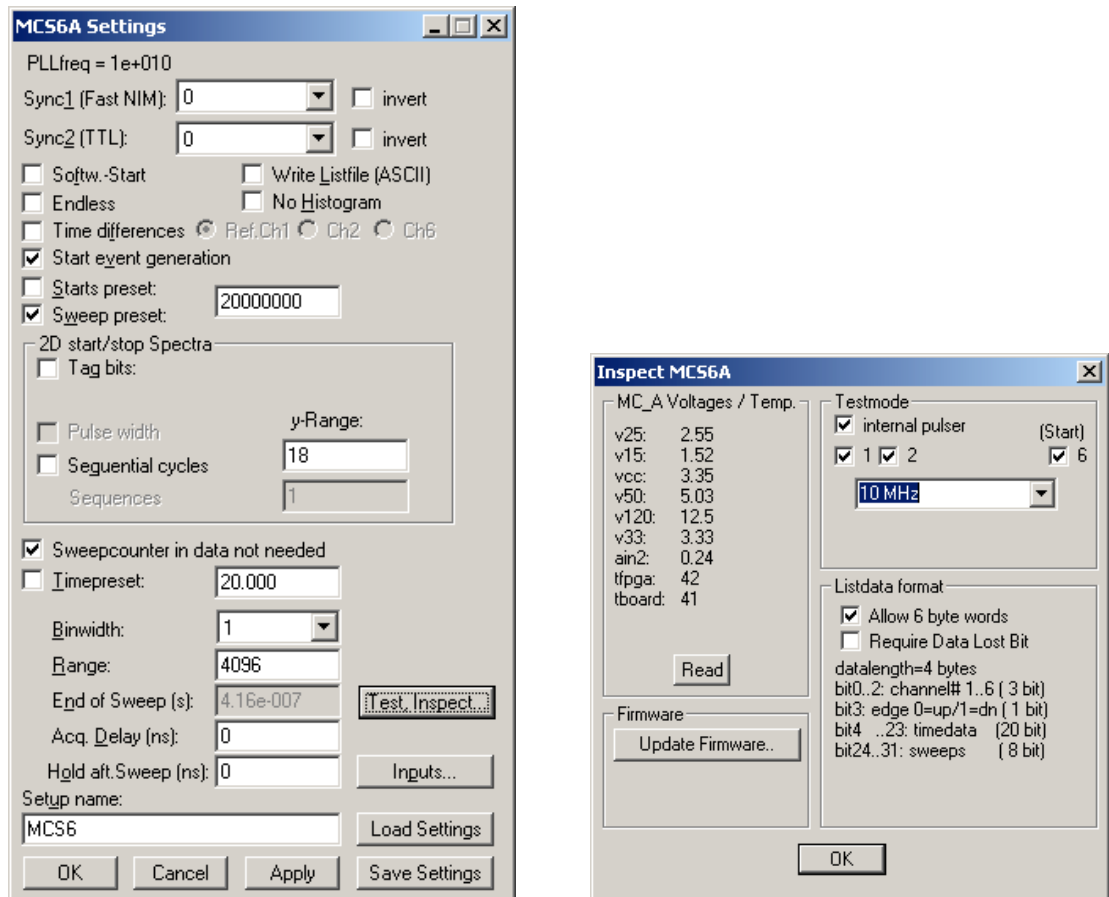 MCS6A Settings
PLLfreq = 1e+010
Sync1 (Fast NIM): 0 invert
Sync2 (TTL): 0 invert
Softw.-Start Write Listfile (ASCII)
Endless No Histogram
Time differences Ref.Ch1 Ch2 Ch6
Start event generation
Starts preset:
20000000
Sweep preset:
2D start/stop Spectra
Tag bits:
y-Range:
Pulse width
18
Sequential cycles
Sequences 1
Sweepcounter in data not needed
Timepreset: 20.000
Binwidth: 1
Range: 4096
End of Sweep (s): 4.16e-007 Test, Inspect...
Acq. Delay (ns): 0
Hold aft.Sweep (ns): 0 Inputs...
Setup name:
MCS6 Load Settings
OK Cancel Apply Save Settings
Inspect MCS6A
MC_A Voltages / Temp.
v25: 2.55
v15: 1.52
vcc: 3.35
v50: 5.03
v120: 12.5
v33: 3.33
ain2: 0.24
tfpga: 42
tboard: 41
Read
Firmware
Update Firmware..
Testmode
internal pulser (Start)
1 2 6
10 MHz
Listdata format
Allow 6 byte words
Require Data Lost Bit
datalength=4 bytes
bit0..2: channel# 1..6 ( 3 bit)
bit3: edge 0=up/1=dn ( 1 bit)
bit4 ..23: timedata (20 bit)
bit24..31: sweeps ( 8 bit)
OK